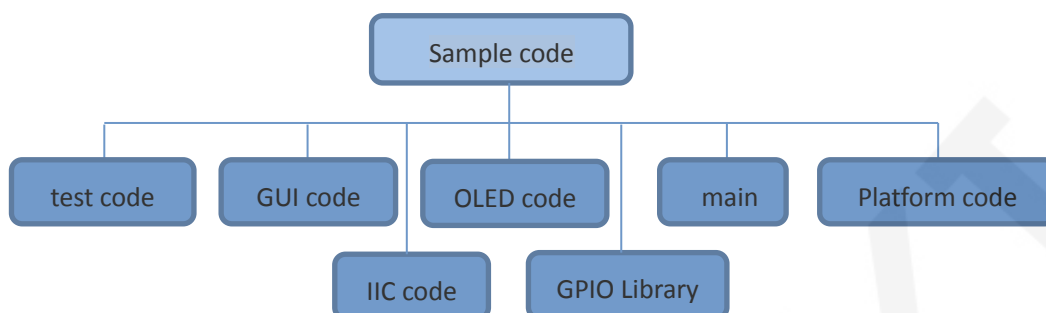 Sample code
test code
GUI code
OLED code
main
Platform code
IIC code
GPIO Library